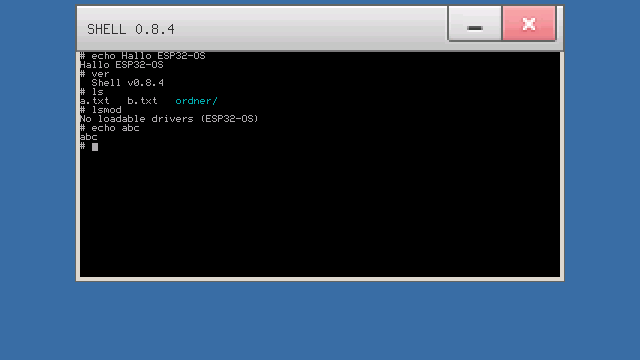 SHELL 0.8.4
# echo Hallo ESP32-OS
Hallo ESP32-OS
# ver
  Shell v0.8.4
# ls
a.txt   b.txt   ordner/
# lsmod
No loadable drivers (ESP32-OS)
# echo abc
abc
#